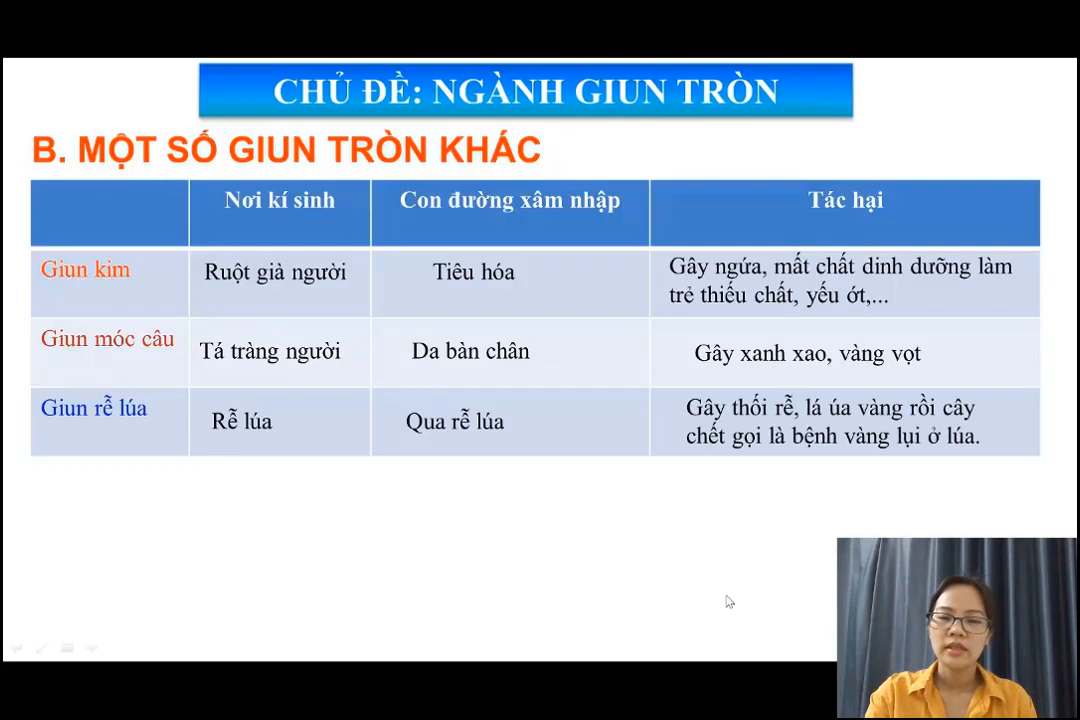 CHỦ ĐỀ: NGÀNH GIUN TRÒN
B. MỘT SỐ GIUN TRÒN KHÁC
Nơi kí sinh
Con đường xâm nhập
Tác hại
Giun kim
Ruột già người
Tiêu hóa
Gây ngứa, mất chất dinh dưỡng làm
trẻ thiếu chất, yếu ớt,...
Giun móc câu
Tá tràng người
Da bàn chân
Gây xanh xao, vàng vọt
Giun rễ lúa
Rễ lúa
Qua rễ lúa
Gây thối rễ, lá úa vàng rồi cây
chết gọi là bệnh vàng lụi ở lúa.